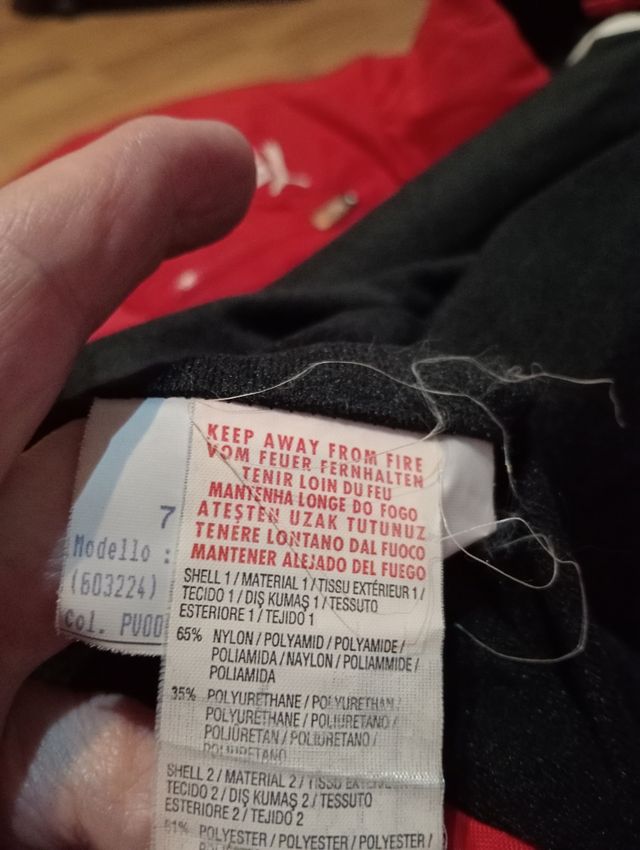 KEEP AWAY FROM FIRE
VOM FEUER FERNHALTEN
TENIR LOIN DU FEU
MANTENHA LONGE DO FOGO
ATEŞTEN UZAK TUTUNUZ
TENERE LONTANO DAL FUOCO
MANTENER ALEJADO DEL FUEGO
SHELL 1 / MATERIAL 1 / TISSU EXTÉRIEUR 1 /
TECIDO 1 / DIŞ KUMAŞ 1 / TESSUTO
ESTERIORE 1 / TEJIDO 1
65% NYLON / POLYAMID / POLYAMIDE /
POLIAMIDA / NAYLON / POLIAMMIDE /
POLIAMIDA
35% POLYURETHANE / POLYURETHAN /
POLYURÉTHANE / POLIURETANO /
POLİÜRETAN / POLIURETANO /
POLIURETANO
SHELL 2 / MATERIAL 2 / TISSU EXTÉRIEUR
TECIDO 2 / DIŞ KUMAŞ 2 / TESSUTO
ESTERIORE 2 / TEJIDO 2
POLYESTER / POLYESTER / POLYESTER /
7
Modello :
(603224)
Col. PU00